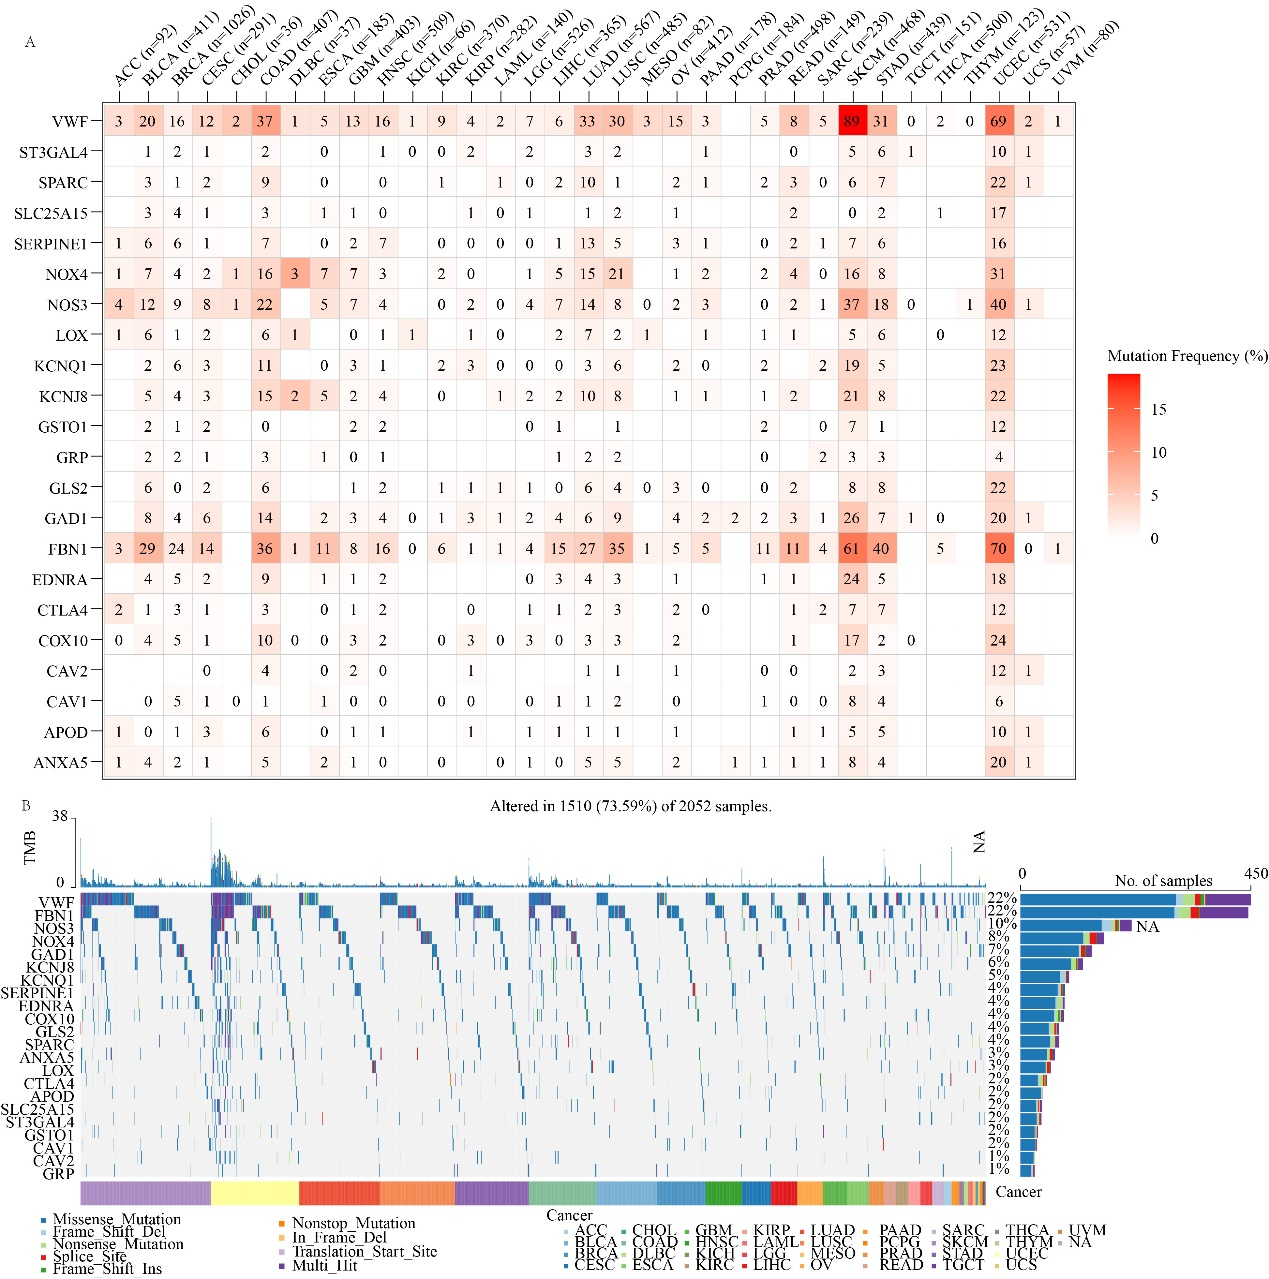 A
ACC (n=92) BLCA (n=411) BRCA (n=1026) CESC (n=291) CHOL (n=36) COAD (n=407) DLBC (n=37) ESCA (n=185) GBM (n=403) HNSC (n=509) KICH (n=66) KIRC (n=370) KIRP (n=282) LAML (n=140) LGG (n=526) LIHC (n=365) LUAD (n=567) LUSC (n=485) MESO (n=82) OV (n=412) PAAD (n=178) PCPG (n=184) PRAD (n=498) READ (n=149) SARC (n=239) SKCM (n=468) STAD (n=439) TGCT (n=151) THCA (n=500) THYM (n=123) UCEC (n=531) UCS (n=57) UVM (n=80)
VWF 3 20 16 12 2 37 1 5 13 16 1 9 4 2 7 6 33 30 3 15 3 5 8 5 89 31 0 2 0 69 2 1
ST3GAL4 1 2 1 2 0 1 0 0 2 2 3 2 1 0 5 6 1 10 1
SPARC 3 1 2 9 0 0 1 1 0 2 10 1 2 1 2 3 0 6 7 22 1
SLC25A15 3 4 1 3 1 1 0 1 0 1 1 2 1 2 0 2 1 17
SERPINE1 1 6 6 1 7 0 2 7 0 0 0 0 1 13 5 3 1 0 2 1 7 6 16
NOX4 1 7 4 2 1 16 3 7 7 3 2 0 1 5 15 21 1 2 2 4 0 16 8 31
NOS3 4 12 9 8 1 22 5 7 4 0 2 0 4 7 14 8 0 2 3 0 2 1 37 18 0 1 40 1
LOX 1 6 1 2 6 1 0 1 1 1 0 2 7 2 1 1 1 1 5 6 0 12
KCNQ1 2 6 3 11 0 3 1 2 3 0 0 0 3 6 2 0 2 2 19 5 23
KCNJ8 5 4 3 15 2 5 2 4 0 1 2 2 10 8 1 1 1 2 21 8 22
GSTO1 2 1 2 0 2 2 0 1 1 2 0 7 1 12
GRP 2 2 1 3 1 0 1 1 2 2 0 2 3 3 4
GLS2 6 0 2 6 1 2 1 1 1 1 0 6 4 0 3 0 0 2 8 8 22
GAD1 8 4 6 14 2 3 4 0 1 3 1 2 4 6 9 4 2 2 2 3 1 26 7 1 0 20 1
FBN1 3 29 24 14 36 1 11 8 16 0 6 1 1 4 15 27 35 1 5 5 11 11 4 61 40 5 70 0 1
EDNRA 4 5 2 9 1 1 2 0 3 4 3 1 1 1 24 5 18
CTLA4 2 1 3 1 3 0 1 2 0 1 1 2 3 2 0 1 2 7 7 12
COX10 0 4 5 1 10 0 0 3 2 0 3 0 3 0 3 3 2 1 17 2 0 24
CAV2 0 4 0 2 0 1 1 1 1 0 0 2 3 12 1
CAV1 0 5 1 0 1 1 0 0 0 0 0 1 1 2 0 1 0 0 8 4 6
APOD 1 0 1 3 6 0 1 1 1 1 1 1 1 1 1 1 5 5 10 1
ANXA5 1 4 2 1 5 2 1 0 0 0 1 0 5 5 2 1 1 1 1 8 4 20 1
Mutation Frequency (%)
15
10
5
0
B
Altered in 1510 (73.59%) of 2052 samples.
38
TMB
0
NA
0 450
No. of samples
VWF 22%
FBN1 22%
NOS3 10% NA
NOX4 8%
GAD1 7%
KCNJ8 6%
KCNQ1 5%
SERPINE1 4%
EDNRA 4%
COX10 4%
GLS2 4%
SPARC 4%
ANXA5 3%
LOX 3%
CTLA4 2%
APOD 2%
SLC25A15 2%
ST3GAL4 2%
GSTO1 2%
CAV1 2%
CAV2 1%
GRP 1%
Cancer
Missense_Mutation
Frame_Shift_Del
Nonsense_Mutation
Splice_Site
Frame_Shift_Ins
Nonstop_Mutation
In_Frame_Del
Translation_Start_Site
Multi_Hit
Cancer
ACC CHOL GBM KIRP LUAD PAAD SARC THCA UVM
BLCA COAD HNSC LAML LUSC PCPG SKCM THYM NA
BRCA DLBC KICH LGG MESO PRAD STAD UCEC
CESC ESCA KIRC LIHC OV READ TGCT UCS